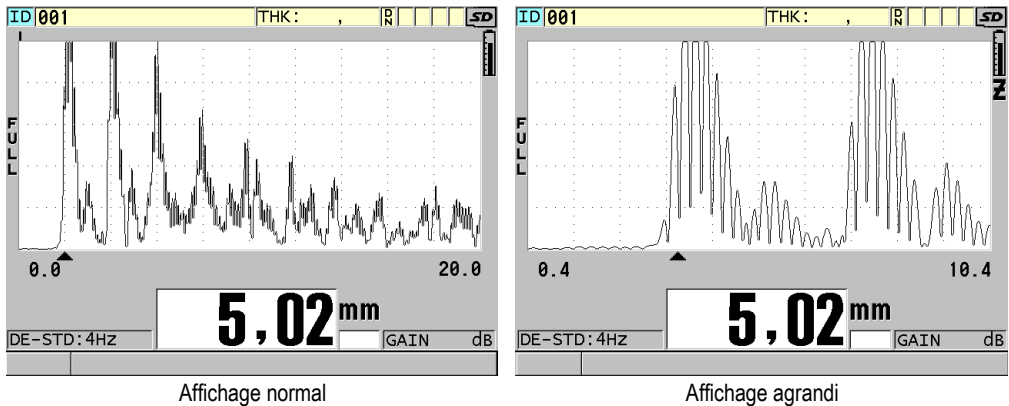 ID 001 THK: , DN SD
FULL
0.0 20.0
5,02 mm
DE-STD:4Hz GAIN dB
Affichage normal
ID 001 THK: , DN SD
Z
FULL
0.4 10.4
5,02 mm
DE-STD:4Hz GAIN dB
Affichage agrandi